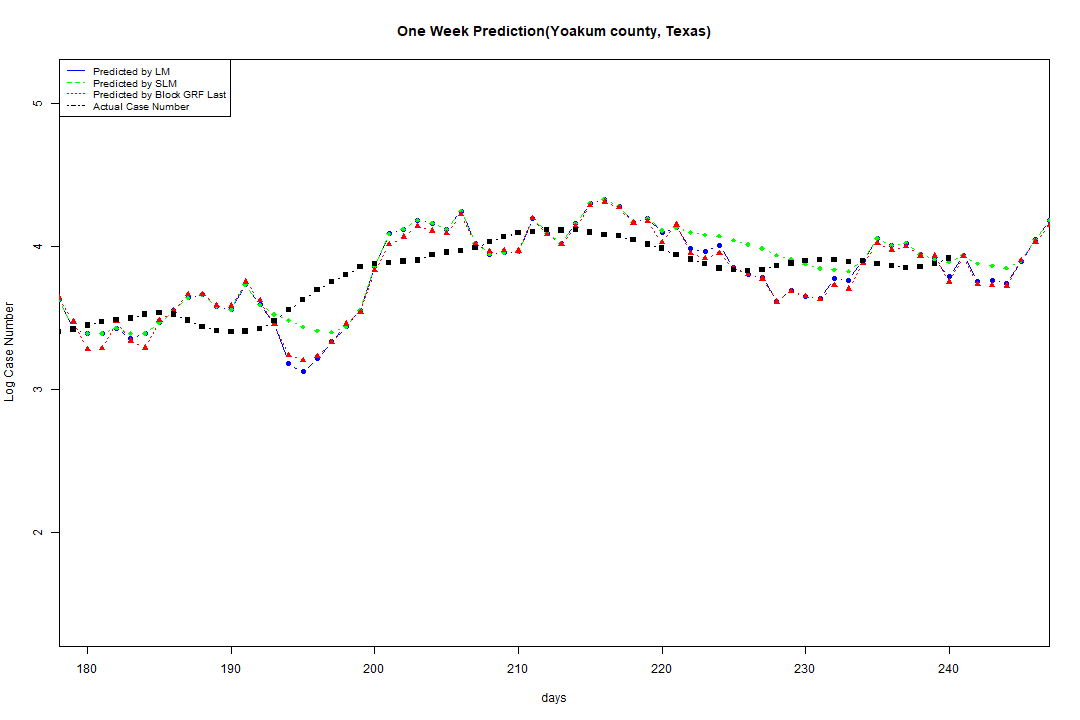 One Week Prediction(Yoakum county, Texas)
Predicted by LM
Predicted by SLM
Predicted by Block GRF Last
Actual Case Number
5
4
3
2
Log Case Number
180 190 200 210 220 230 240
days